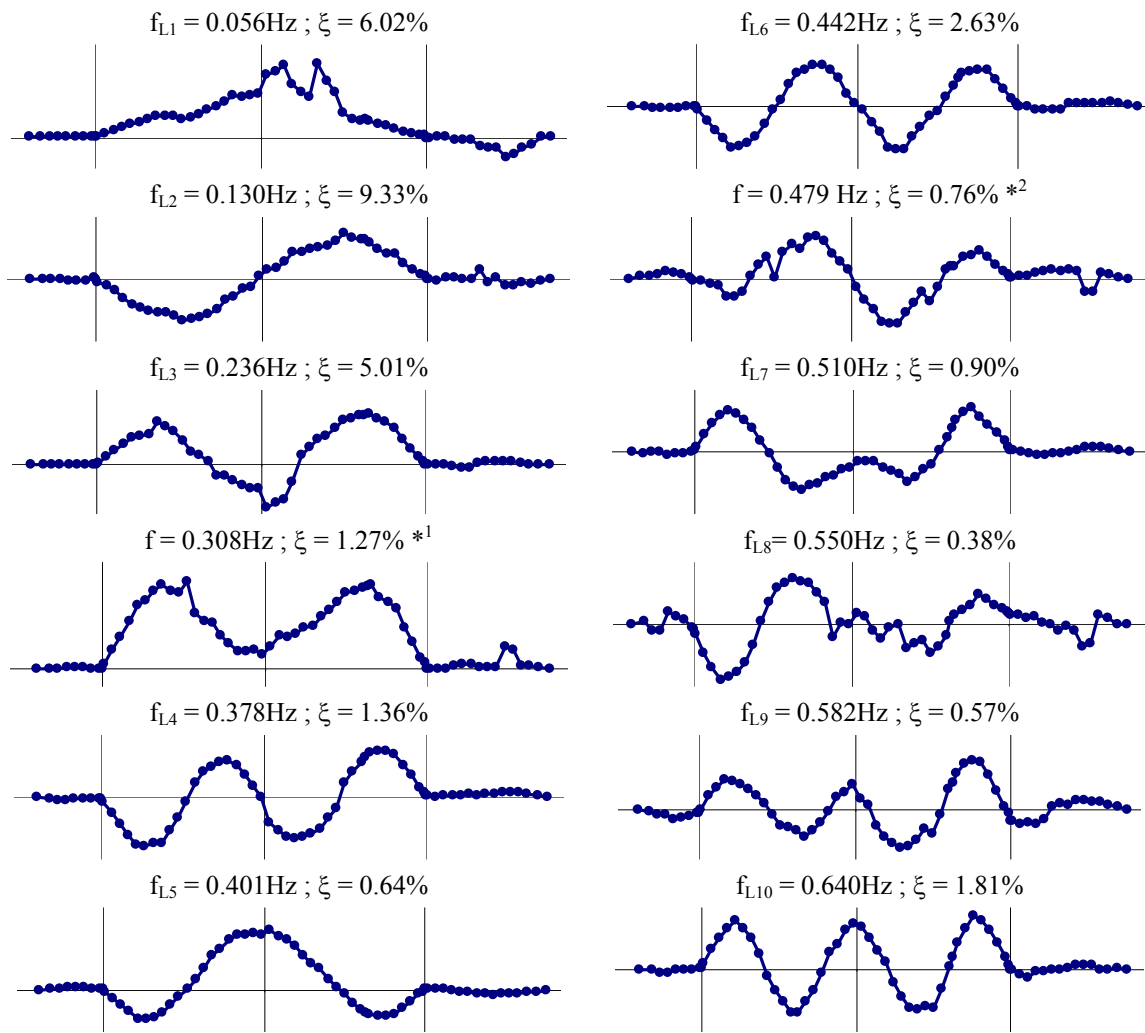 f_L1 = 0.056Hz ; ξ = 6.02%
f_L2 = 0.130Hz ; ξ = 9.33%
f_L3 = 0.236Hz ; ξ = 5.01%
f = 0.308Hz ; ξ = 1.27% *1
f_L4 = 0.378Hz ; ξ = 1.36%
f_L5 = 0.401Hz ; ξ = 0.64%
f_L6 = 0.442Hz ; ξ = 2.63%
f = 0.479 Hz ; ξ = 0.76% *2
f_L7 = 0.510Hz ; ξ = 0.90%
f_L8= 0.550Hz ; ξ = 0.38%
f_L9 = 0.582Hz ; ξ = 0.57%
f_L10 = 0.640Hz ; ξ = 1.81%